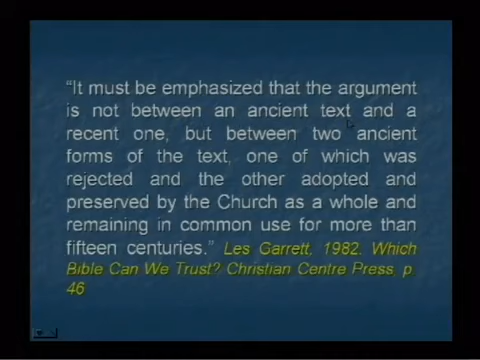 “It must be emphasized that the argument
is not between an ancient text and a
recent one, but between two ancient
forms of the text, one of which was
rejected and the other adopted and
preserved by the Church as a whole and
remaining in common use for more than
fifteen centuries.” Les Garrett, 1982. Which
Bible Can We Trust? Christian Centre Press, p.
46